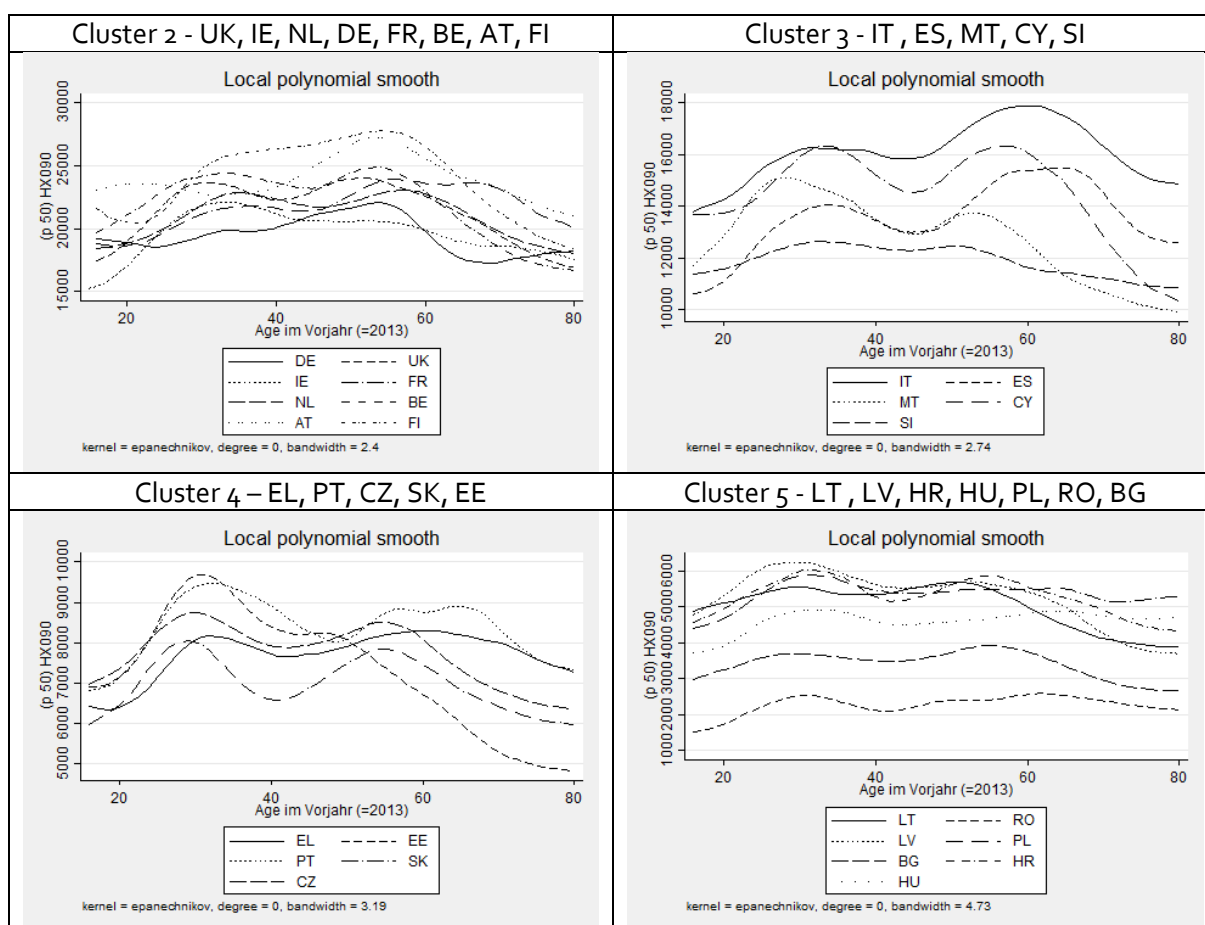 Cluster 2 - UK, IE, NL, DE, FR, BE, AT, FI
Local polynomial smooth
(p 50) HX090
30000
25000
20000
15000
20 40 60 80
Age im Vorjahr (=2013)
DE UK
IE FR
NL BE
AT FI
kernel = epanechnikov, degree = 0, bandwidth = 2.4
Cluster 3 - IT , ES, MT, CY, SI
Local polynomial smooth
(p 50) HX090
18000
16000
14000
12000
10000
20 40 60 80
Age im Vorjahr (=2013)
IT ES
MT CY
SI
kernel = epanechnikov, degree = 0, bandwidth = 2.74
Cluster 4 – EL, PT, CZ, SK, EE
Local polynomial smooth
(p 50) HX090
10000
9000
8000
7000
6000
5000
20 40 60 80
Age im Vorjahr (=2013)
EL EE
PT SK
CZ
kernel = epanechnikov, degree = 0, bandwidth = 3.19
Cluster 5 - LT , LV, HR, HU, PL, RO, BG
Local polynomial smooth
(p 50) HX090
6000
5000
4000
3000
2000
1000
20 40 60 80
Age im Vorjahr (=2013)
LT RO
LV PL
BG HR
HU
kernel = epanechnikov, degree = 0, bandwidth = 4.73